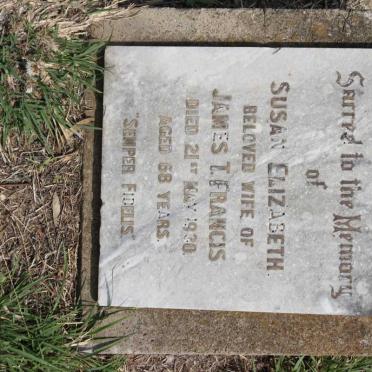 Sacred to the Memory
of
SUSAN ELIZABETH.
BELOVED WIFE OF
JAMES T. FRANCIS
DIED 21ST MAY 1930.
AGED 68 YEARS.
"SEMPER FIDELIS"